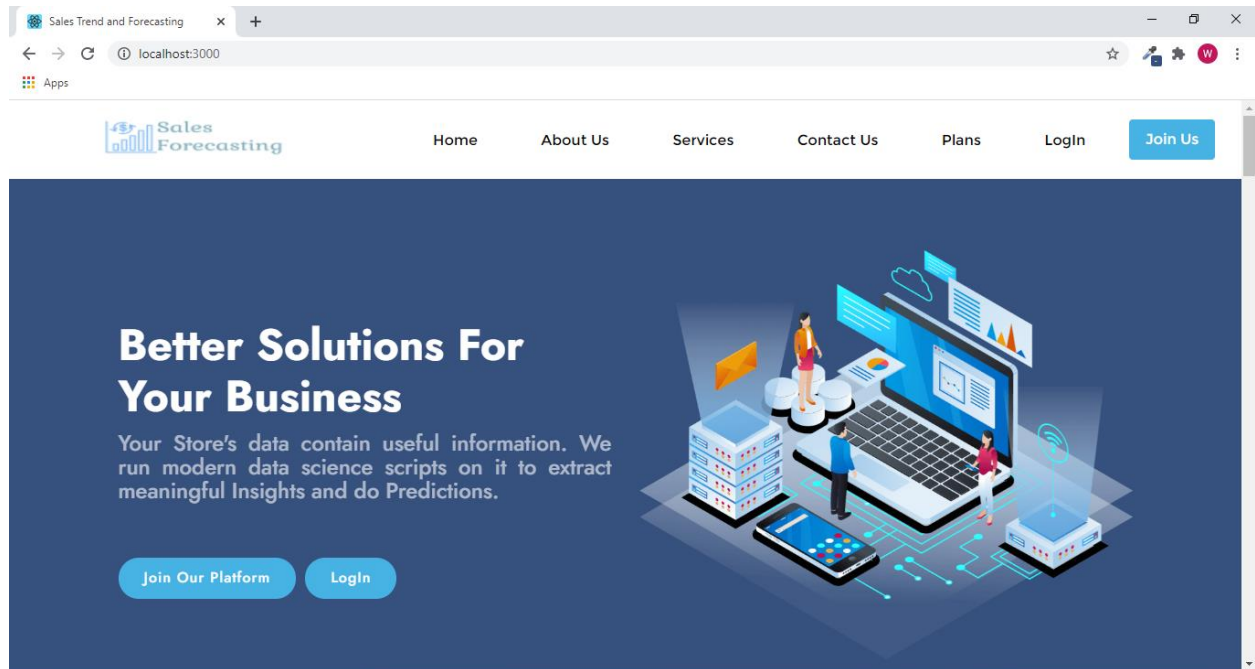 Sales Trend and Forecasting
localhost:3000
W
Apps
Sales
Forecasting
Home About Us Services Contact Us Plans LogIn Join Us
Better Solutions For
Your Business
Your Store's data contain useful information. We
run modern data science scripts on it to extract
meaningful Insights and do Predictions.
Join Our Platform LogIn